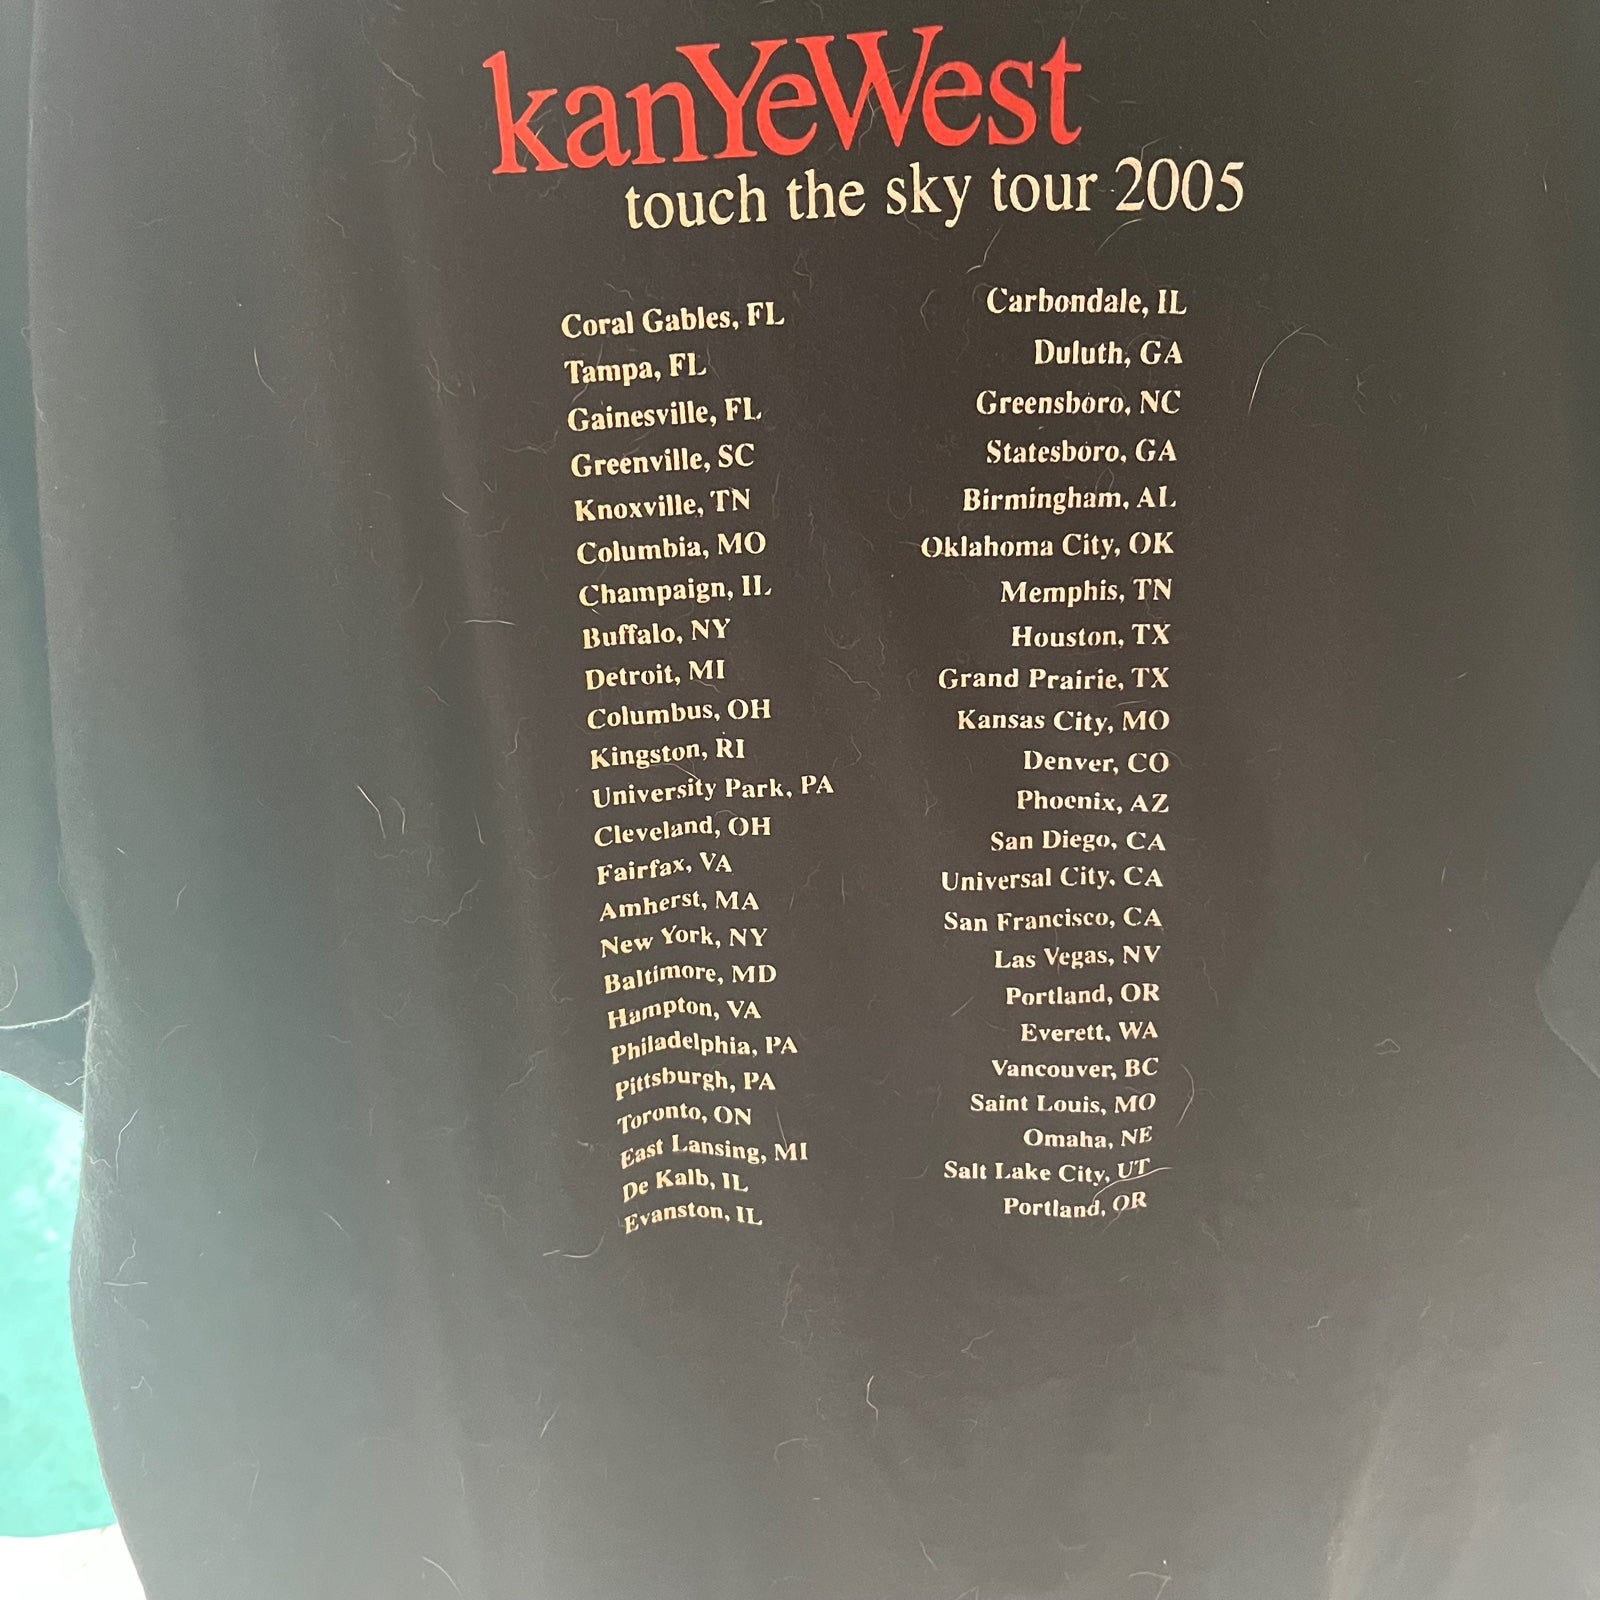 kanYeWest
touch the sky tour 2005
Coral Gables, FL
Tampa, FL
Gainesville, FL
Greenville, SC
Knoxville, TN
Columbia, MO
Champaign, IL
Buffalo, NY
Detroit, MI
Columbus, OH
Kingston, RI
University Park, PA
Cleveland, OH
Fairfax, VA
Amherst, MA
New York, NY
Baltimore, MD
Hampton, VA
Philadelphia, PA
Pittsburgh, PA
Toronto, ON
East Lansing, MI
De Kalb, IL
Evanston, IL
Carbondale, IL
Duluth, GA
Greensboro, NC
Statesboro, GA
Birmingham, AL
Oklahoma City, OK
Memphis, TN
Houston, TX
Grand Prairie, TX
Kansas City, MO
Denver, CO
Phoenix, AZ
San Diego, CA
Universal City, CA
San Francisco, CA
Las Vegas, NV
Portland, OR
Everett, WA
Vancouver, BC
Saint Louis, MO
Omaha, NE
Salt Lake City, UT
Portland, OR